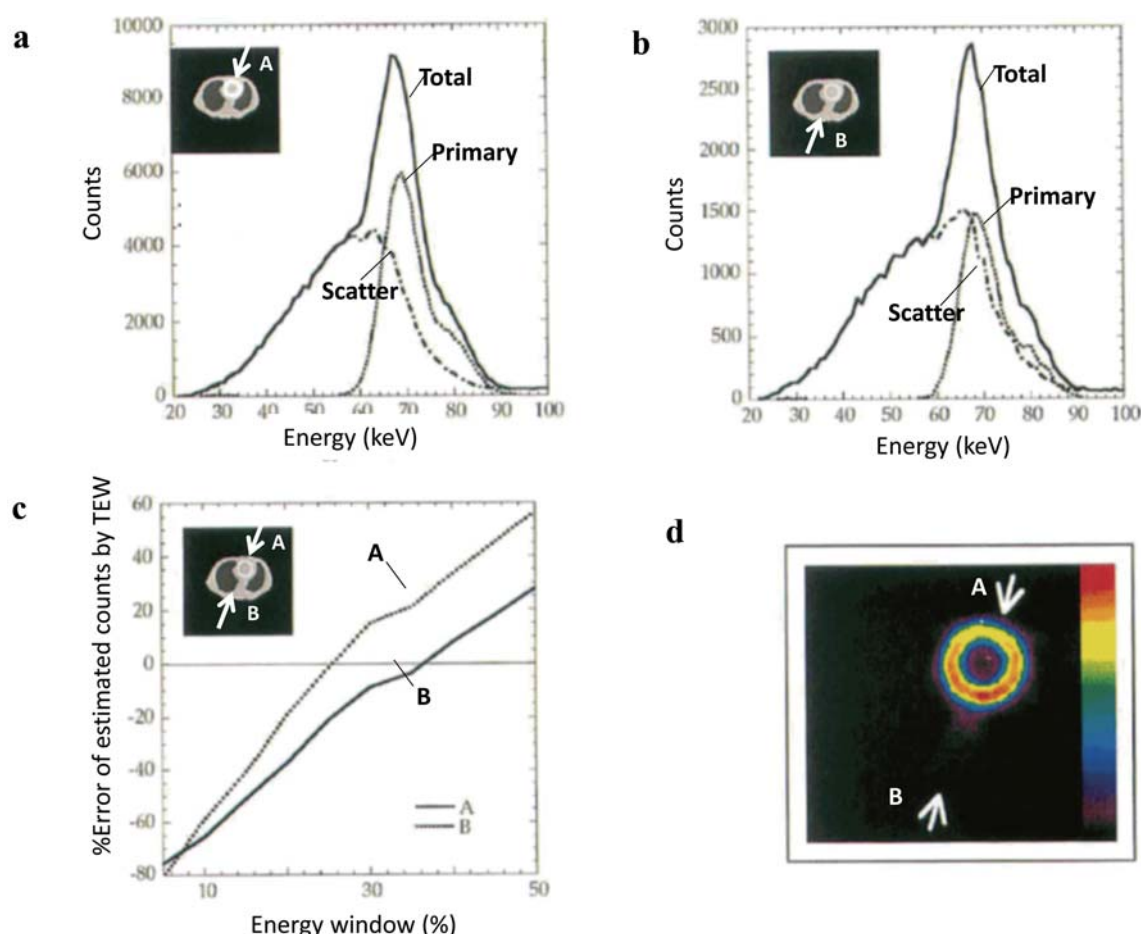 a
10000
8000
6000
4000
2000
0
Counts
A
Total
Primary
Scatter
20 30 40 50 60 70 80 90 100
Energy (keV)
b
3000
2500
2000
1500
1000
500
0
Counts
B
Total
Primary
Scatter
20 30 40 50 60 70 80 90 100
Energy (keV)
c
60
40
20
0
-20
-40
-60
-80
%Error of estimated counts by TEW
A
B
A
B
A
B
10 30 50
Energy window (%)
d
A
B